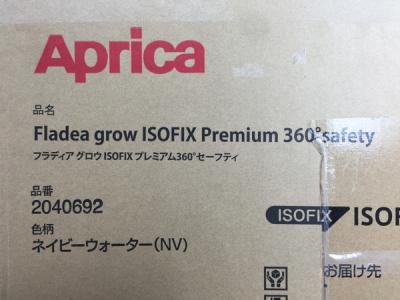 Aprica
品名
Fladea grow ISOFIX Premium 360°safety
フラディア グロウ ISOFIX プレミアム360°セーフティ
品番
2040692
色柄
ネイビーウォーター(NV)
ISOFIX ISOF
お届け先